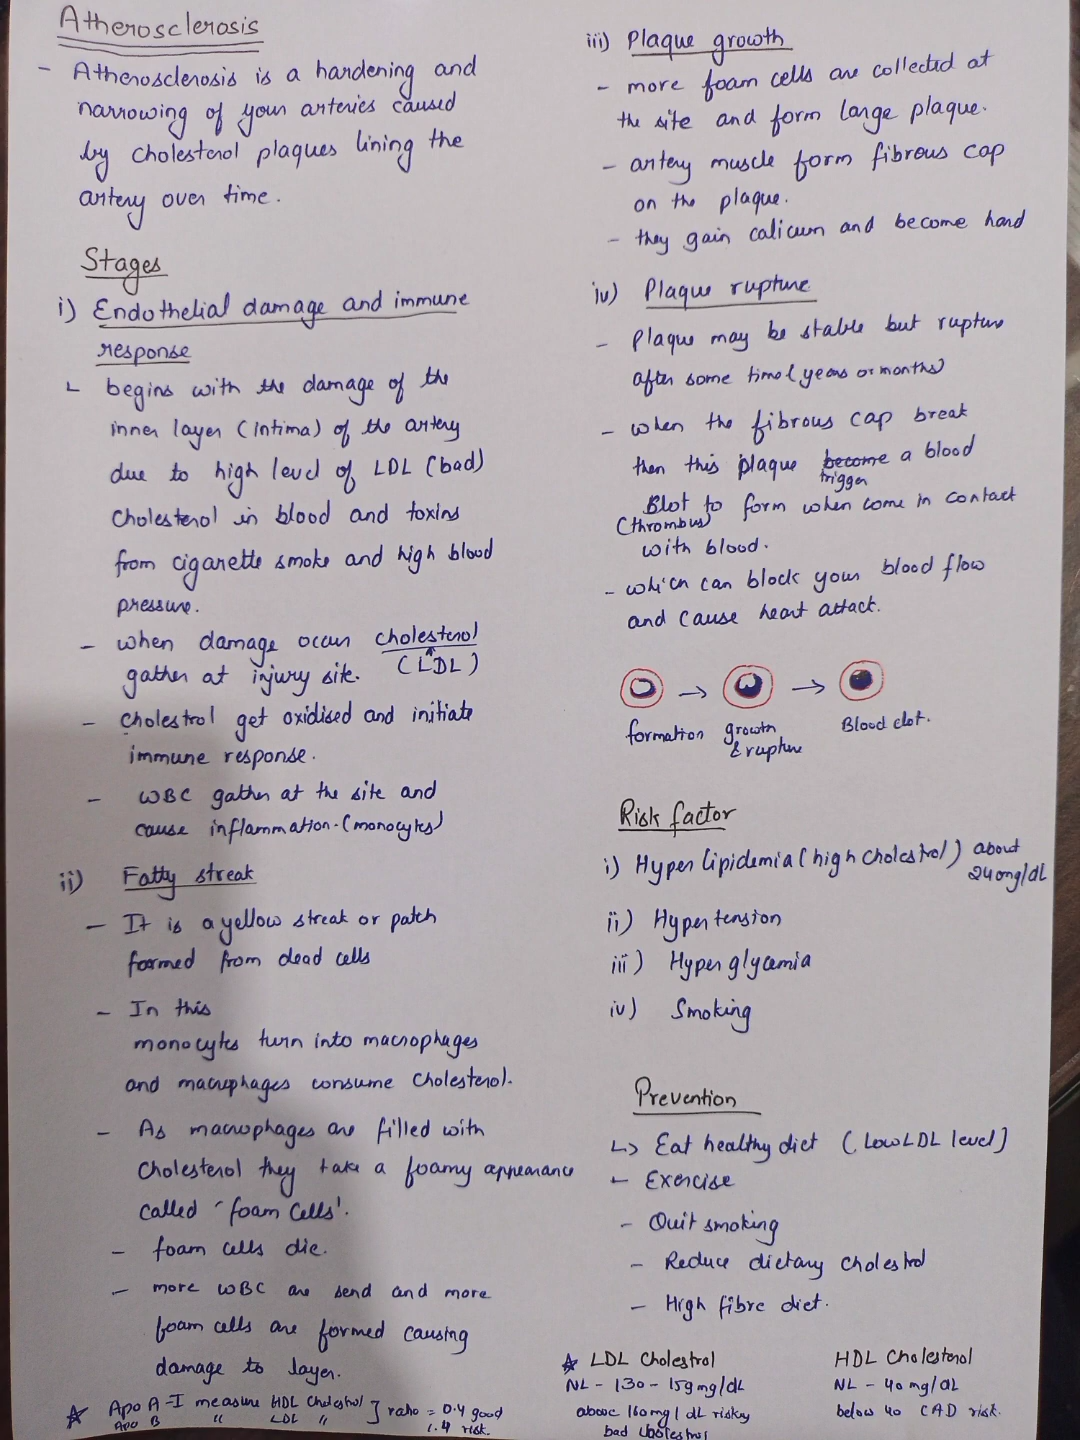 Atherosclerosis
- Atherosclerosis is a hardening and
narrowing of your arteries caused
by cholesterol plaques lining the
artery over time.
Stages
i) Endothelial damage and immune
response
begins with the damage of the
inner layer (intima) of the artery
due to high level of LDL (bad)
cholesterol in blood and toxins
from cigarette smoke and high blood
pressure.
- when damage occur cholesterol
(LDL)
gather at injury site.
- cholestrol get oxidised and initiate
immune response.
- WBC gather at the site and
cause inflammation. (monocytes)
ii) Fatty streak
- It is a yellow streak or patch
formed from dead cells
- In this
monocytes turn into macrophages
and macrophages consume cholesterol.
- As macrophages are filled with
cholesterol they take a foamy appearance
called 'foam cells'.
- foam cells die.
- more WBC are send and more
foam cells are formed causing
damage to layer.
☆ Apo A-I measure HDL cholestrol ] ratio = 0.4 good
Apo B " LDL " 1.4 risk.
iii) Plaque growth
- more foam cells are collected at
the site and form large plaque.
- artery muscle form fibrous cap
on the plaque.
- they gain calicum and become hard
iv) Plaque rupture
- Plaque may be stable but rupture
after some time (years or months)
- when the fibrous cap break
then this plaque become a blood
trigger
Blot to form when come in contact
(thrombus)
with blood.
- which can block your blood flow
and cause heart attack.
formation → growth & rupture → Blood clot.
Risk factor
i) Hyper lipidemia (high cholestrol) about
240mg/dL
ii) Hypertension
iii) Hyperglycemia
iv) Smoking
Prevention
↳ Eat healthy diet (Low LDL level)
- Exercise
- Quit smoking
- Reduce dietary cholestrol
- High fibre diet.
☆ LDL Cholestrol
NL - 130 - 159 mg/dL
above 160mg/dL risky
bad cholestrol
HDL Cholesterol
NL - 40 mg/dL
below 40 CAD risk.